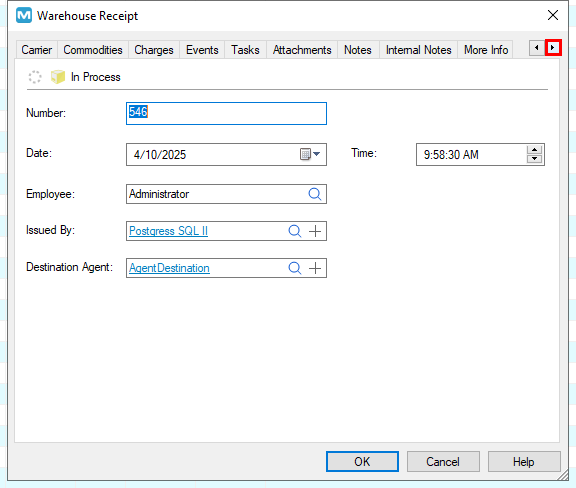 Warehouse Receipt
Carrier Commodities Charges Events Tasks Attachments Notes Internal Notes More Info
In Process
Number: 546
Date: 4/10/2025 Time: 9:58:30 AM
Employee: Administrator
Issued By: Postgress SQL II
Destination Agent: AgentDestination
OK Cancel Help